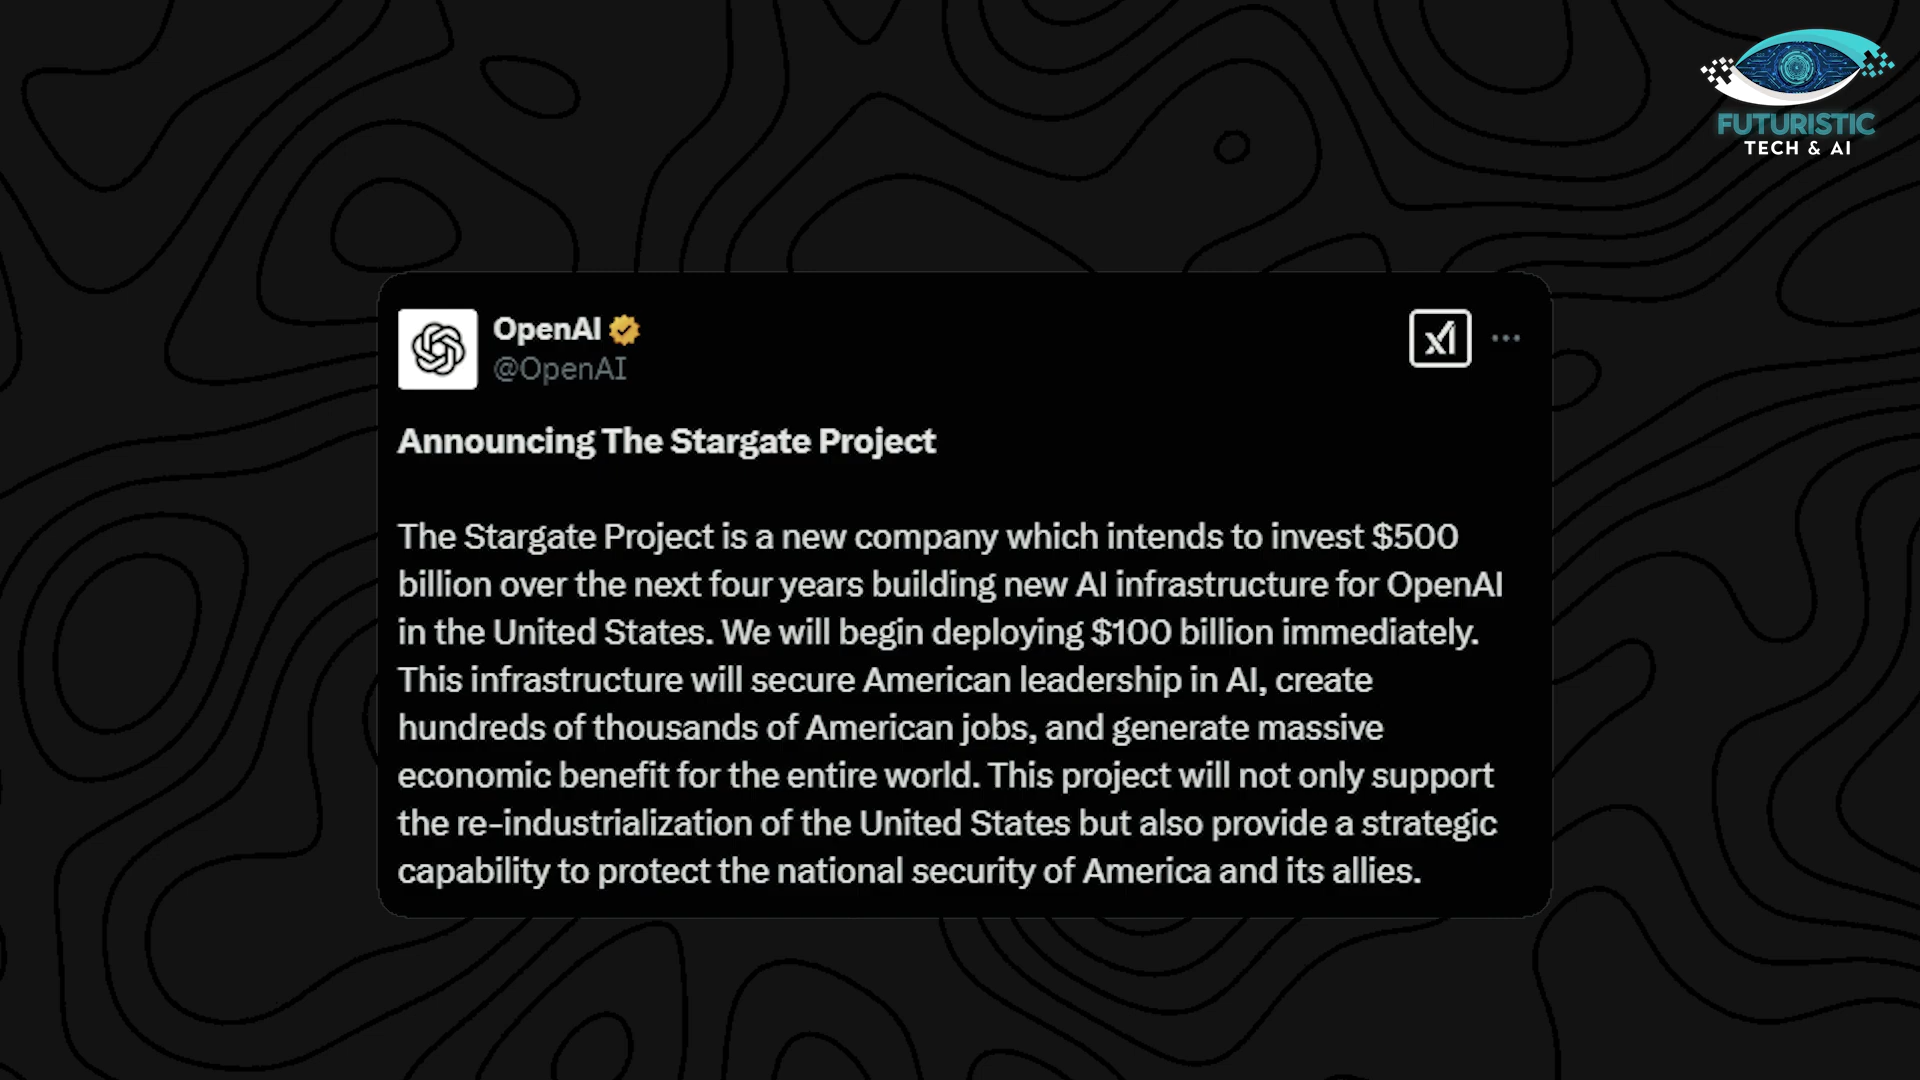 FUTURISTIC
TECH & AI
OpenAI
@OpenAI
xI
Announcing The Stargate Project
The Stargate Project is a new company which intends to invest $500
billion over the next four years building new AI infrastructure for OpenAI
in the United States. We will begin deploying $100 billion immediately.
This infrastructure will secure American leadership in AI, create
hundreds of thousands of American jobs, and generate massive
economic benefit for the entire world. This project will not only support
the re-industrialization of the United States but also provide a strategic
capability to protect the national security of America and its allies.